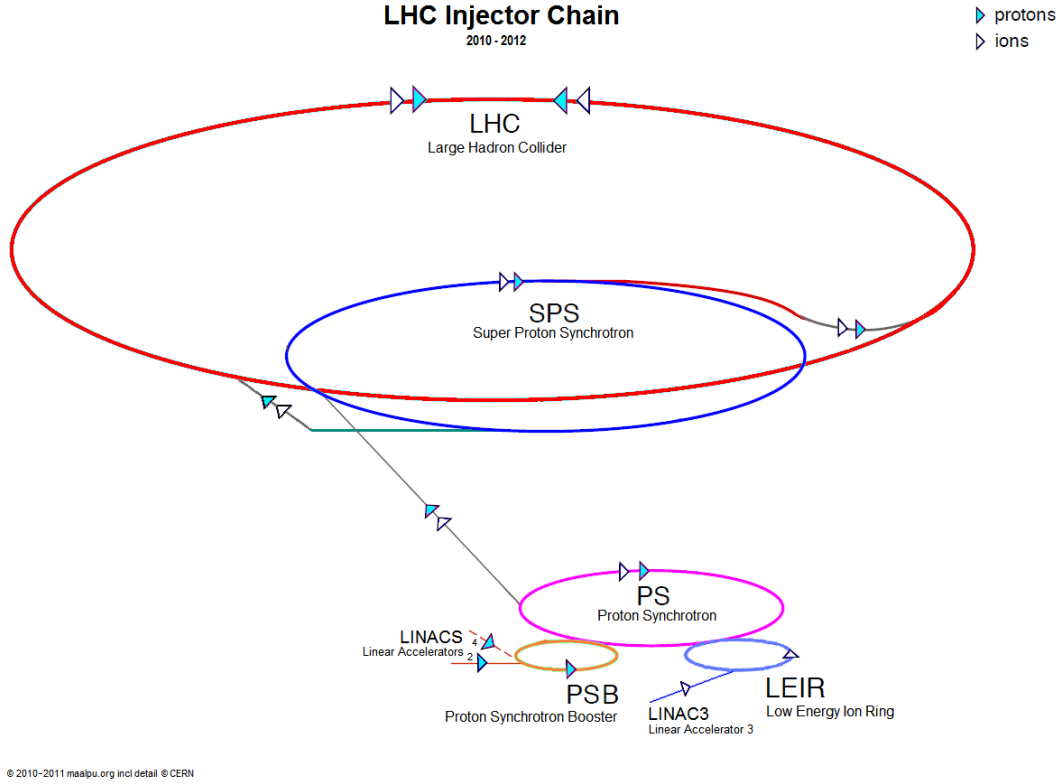 LHC Injector Chain
2010 - 2012
protons
ions
LHC
Large Hadron Collider
SPS
Super Proton Synchrotron
PS
Proton Synchrotron
LINACS
4
Linear Accelerators
2
PSB
Proton Synchrotron Booster
LEIR
Low Energy Ion Ring
LINAC3
Linear Accelerator 3
© 2010-2011 maalpu.org incl detail © CERN